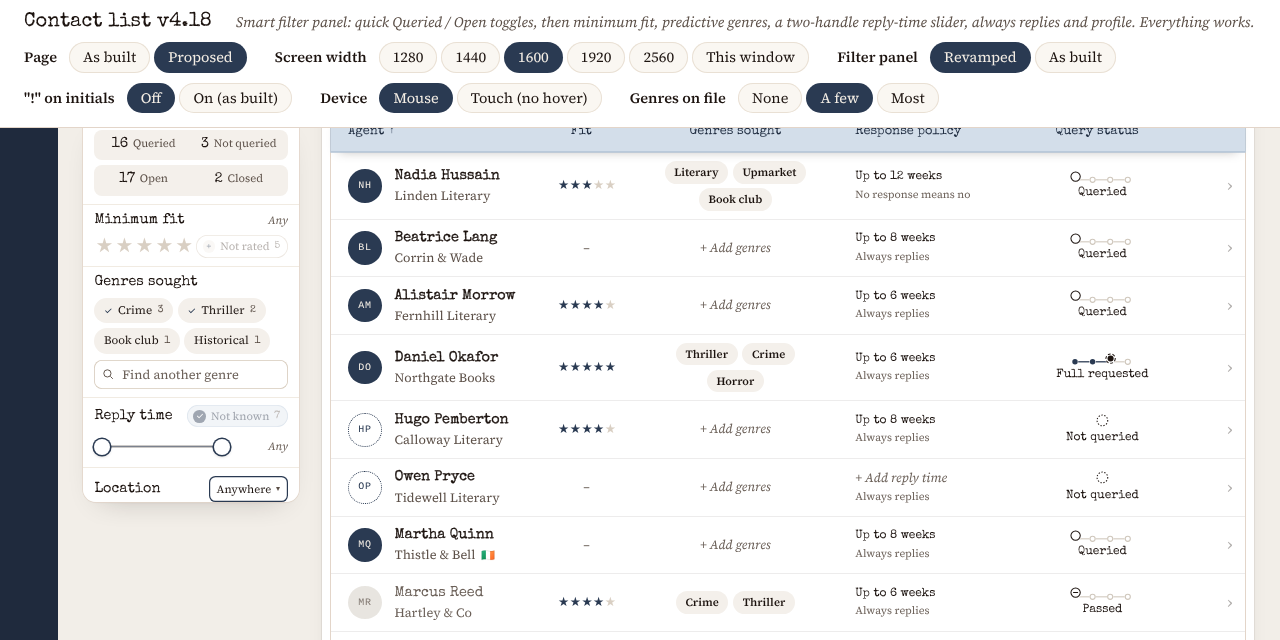 Contact list v4.18 Smart filter panel: quick Queried / Open toggles, then minimum fit, predictive genres, a two-handle reply-time slider, always replies and profile. Everything works.
Page As built Proposed Screen width 1280 1440 1600 1920 2560 This window Filter panel Revamped As built
"!" on initials Off On (as built) Device Mouse Touch (no hover) Genres on file None A few Most
Agent ↑ Fit Genres sought Response policy Query status
16 Queried 3 Not queried
17 Open 2 Closed
Minimum fit Any
Not rated 5
Genres sought
Crime 3 Thriller 2
Book club 1 Historical 1
Find another genre
Reply time Not known 7
Any
Location Anywhere
NH Nadia Hussain Literary Upmarket Up to 12 weeks
Linden Literary Book club No response means no Queried
BL Beatrice Lang – + Add genres Up to 8 weeks
Corrin & Wade Always replies Queried
AM Alistair Morrow + Add genres Up to 6 weeks
Fernhill Literary Always replies Queried
DO Daniel Okafor Thriller Crime Up to 6 weeks
Northgate Books Horror Always replies Full requested
HP Hugo Pemberton + Add genres Up to 8 weeks
Calloway Literary Always replies Not queried
OP Owen Pryce – + Add genres + Add reply time
Tidewell Literary Always replies Not queried
MQ Martha Quinn – + Add genres Up to 8 weeks
Thistle & Bell Always replies Queried
MR Marcus Reed Crime Thriller Up to 6 weeks
Hartley & Co Always replies Passed